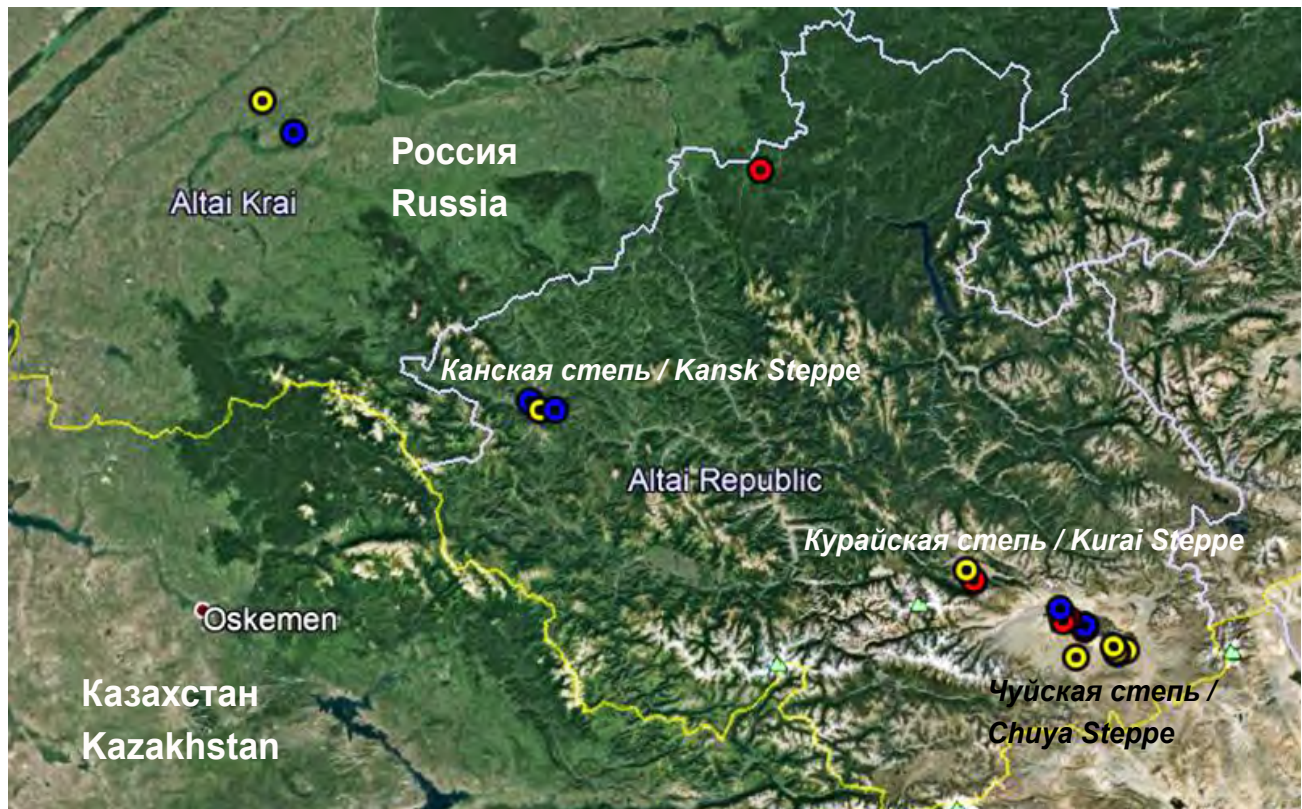 Россия
Russia
Altai Krai
Канская степь / Kansk Steppe
Altai Republic
Курайская степь / Kurai Steppe
Oskemen
Казахстан
Kazakhstan
Чуйская степь /
Chuya Steppe